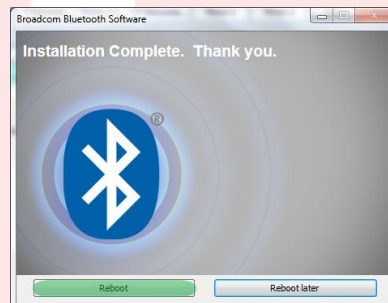 Broadcom Bluetooth Software
Installation Complete. Thank you.
®
Reboot
Reboot later